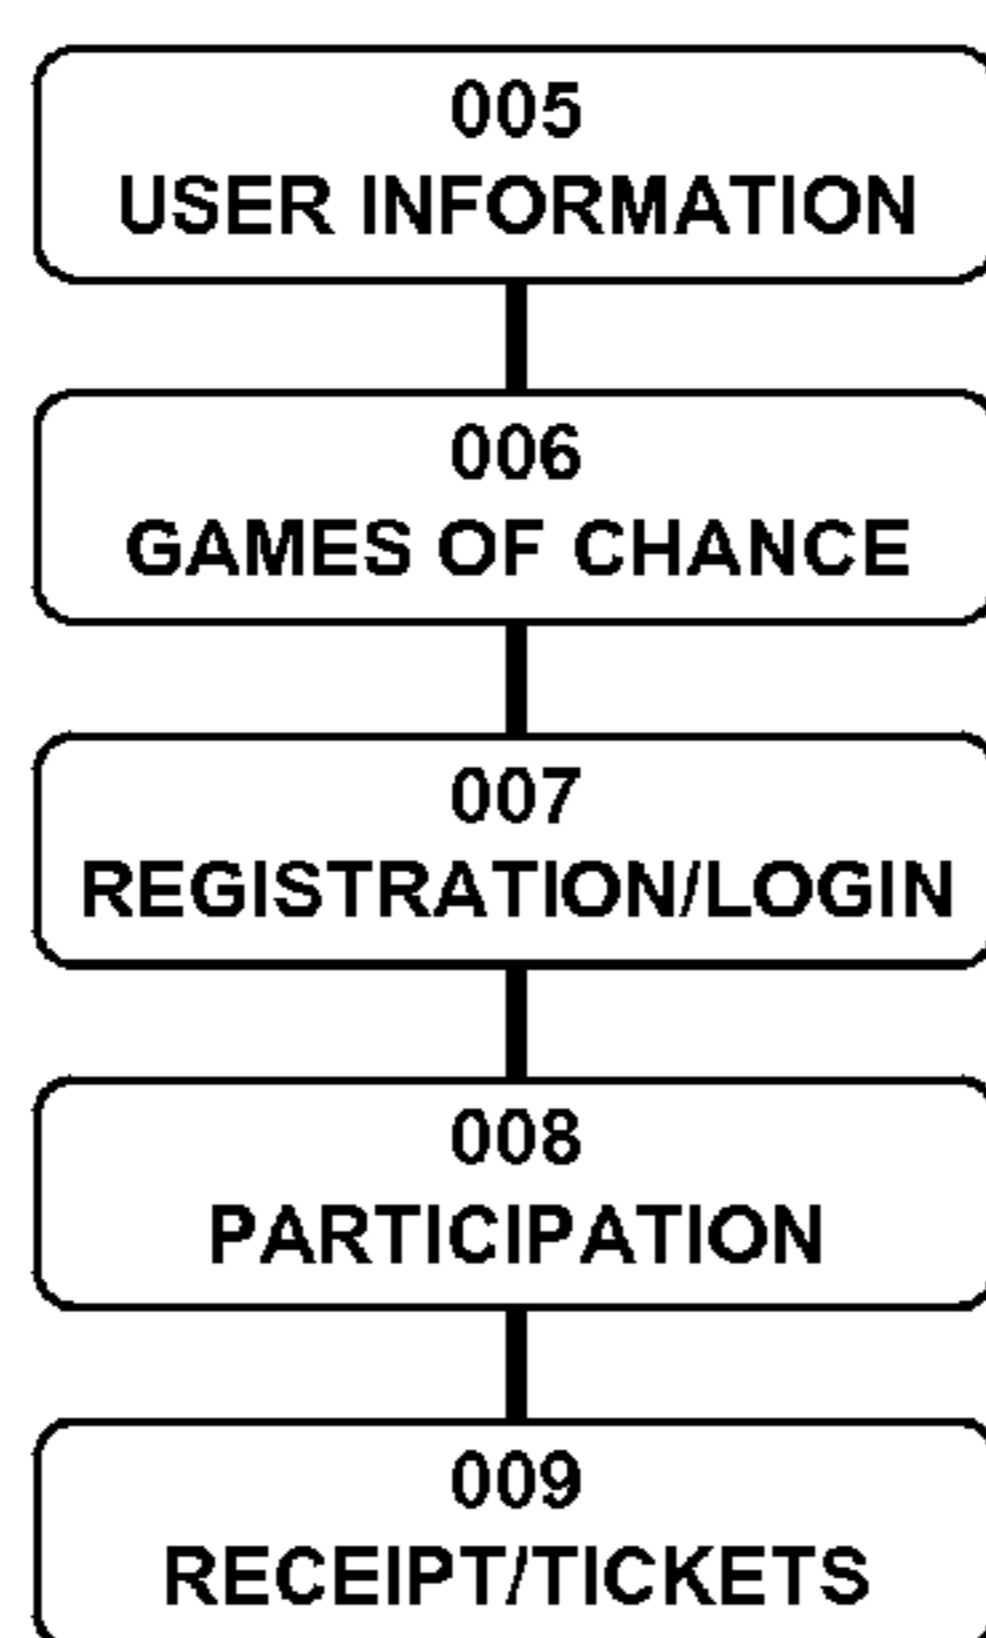 005
USER INFORMATION
006
GAMES OF CHANCE
007
REGISTRATION/LOGIN
008
PARTICIPATION
009
RECEIPT/TICKETS